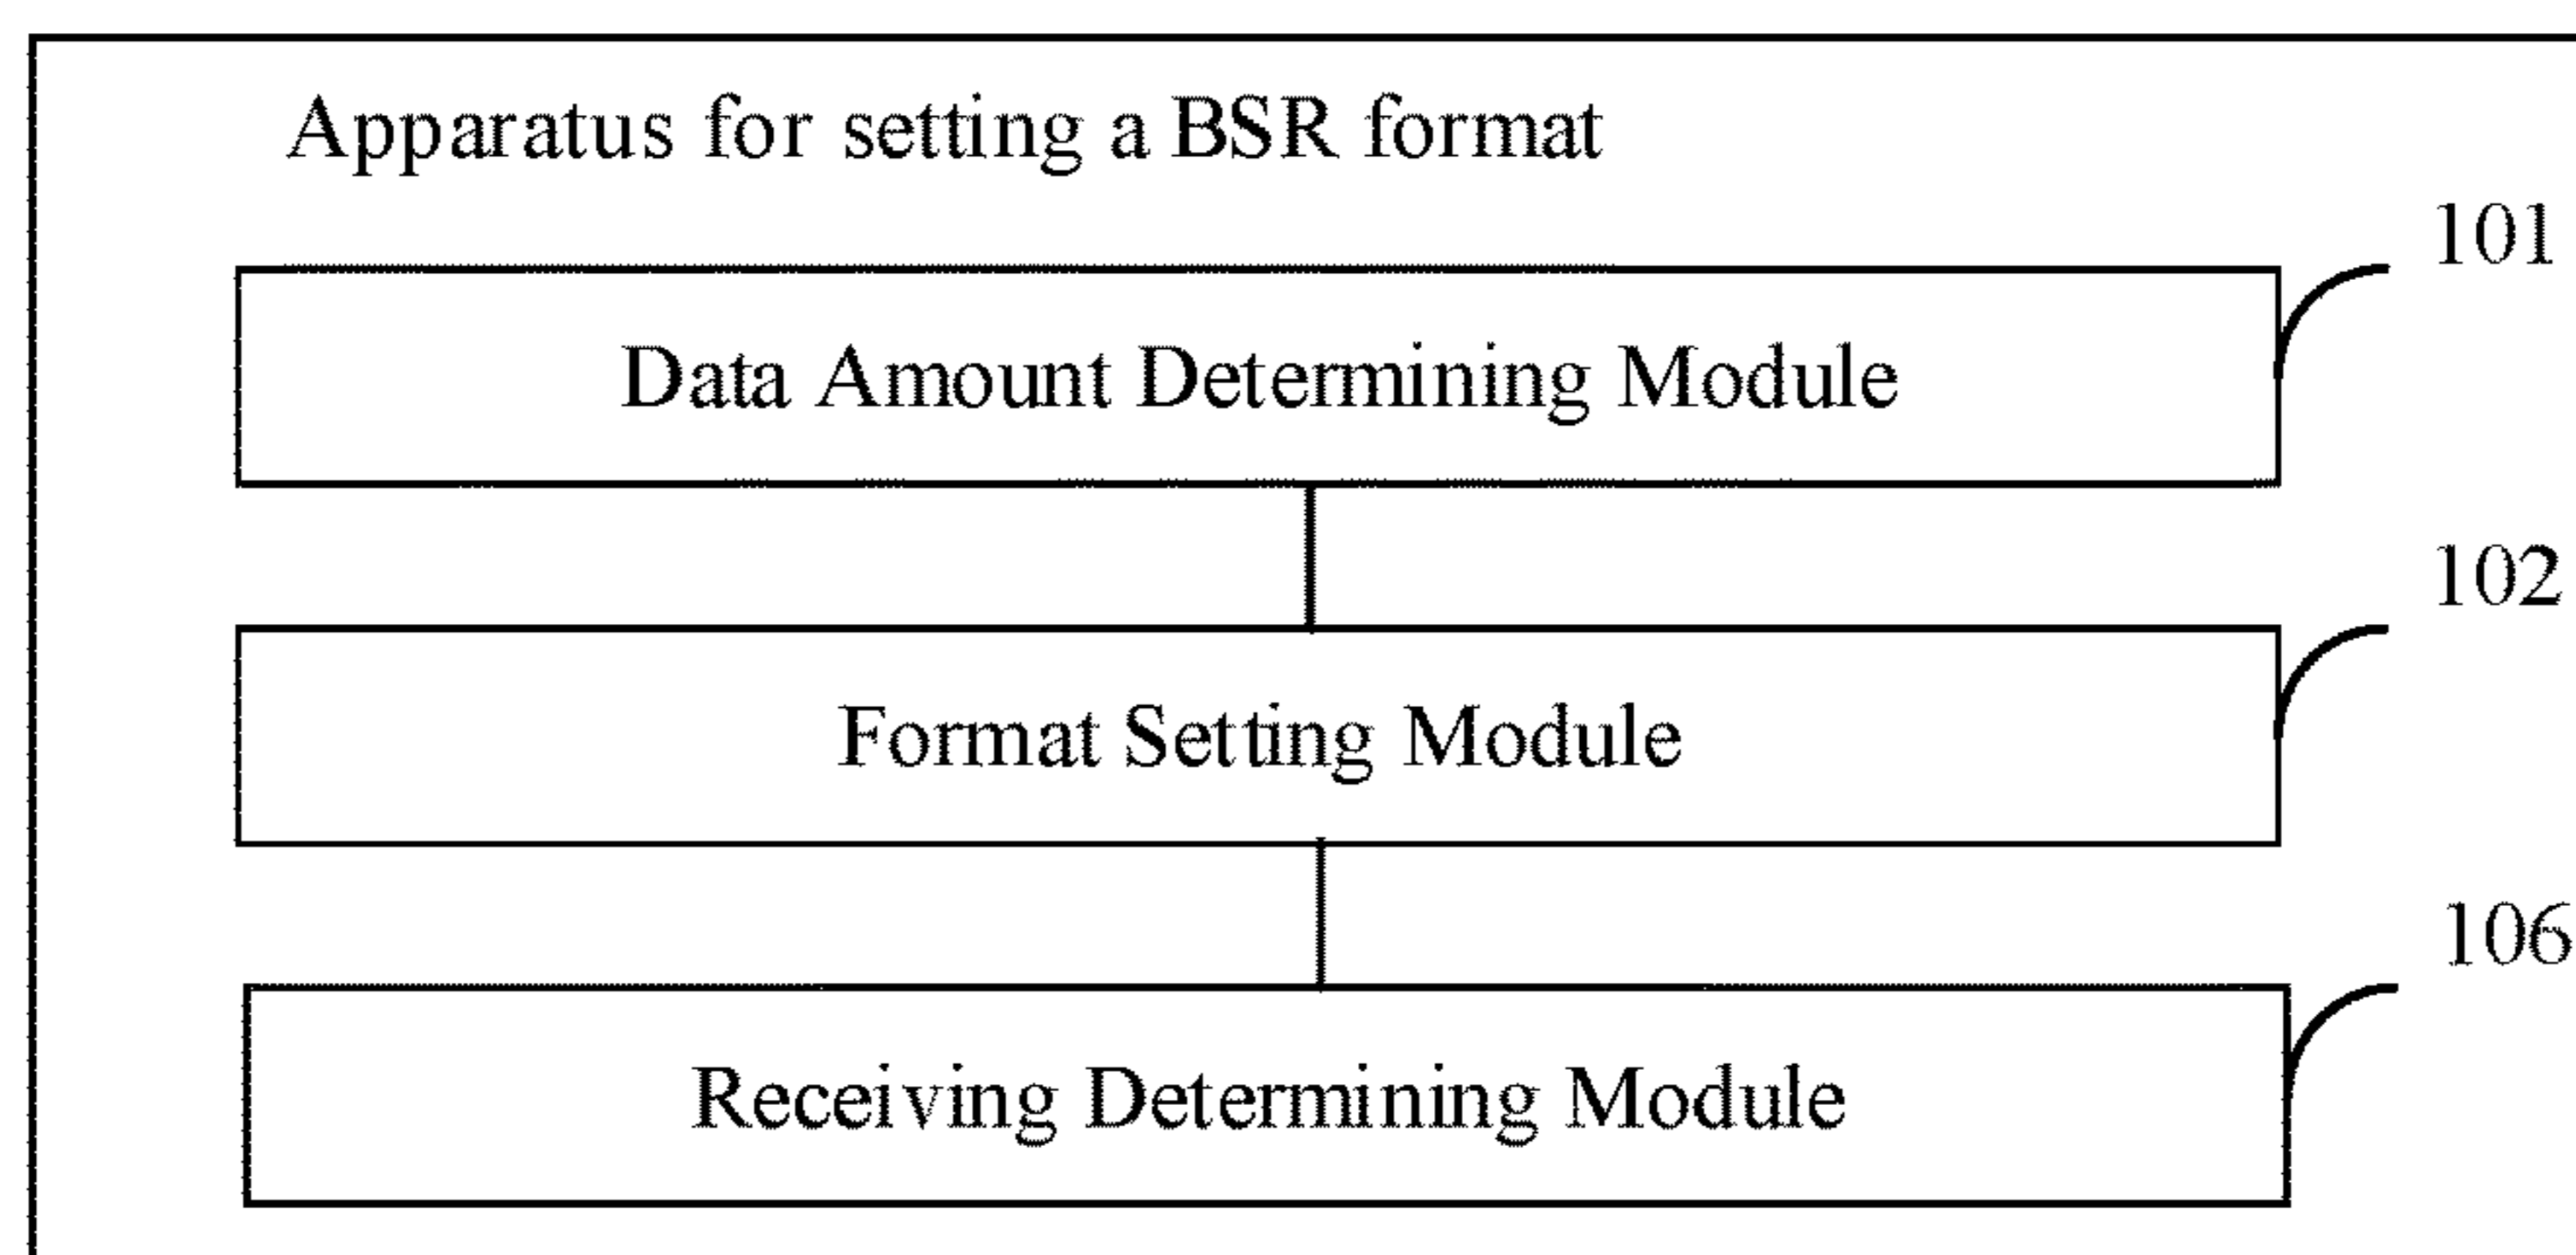 Apparatus for setting a BSR format
101
Data Amount Determining Module
102
Format Setting Module
106
Receiving Determining Module